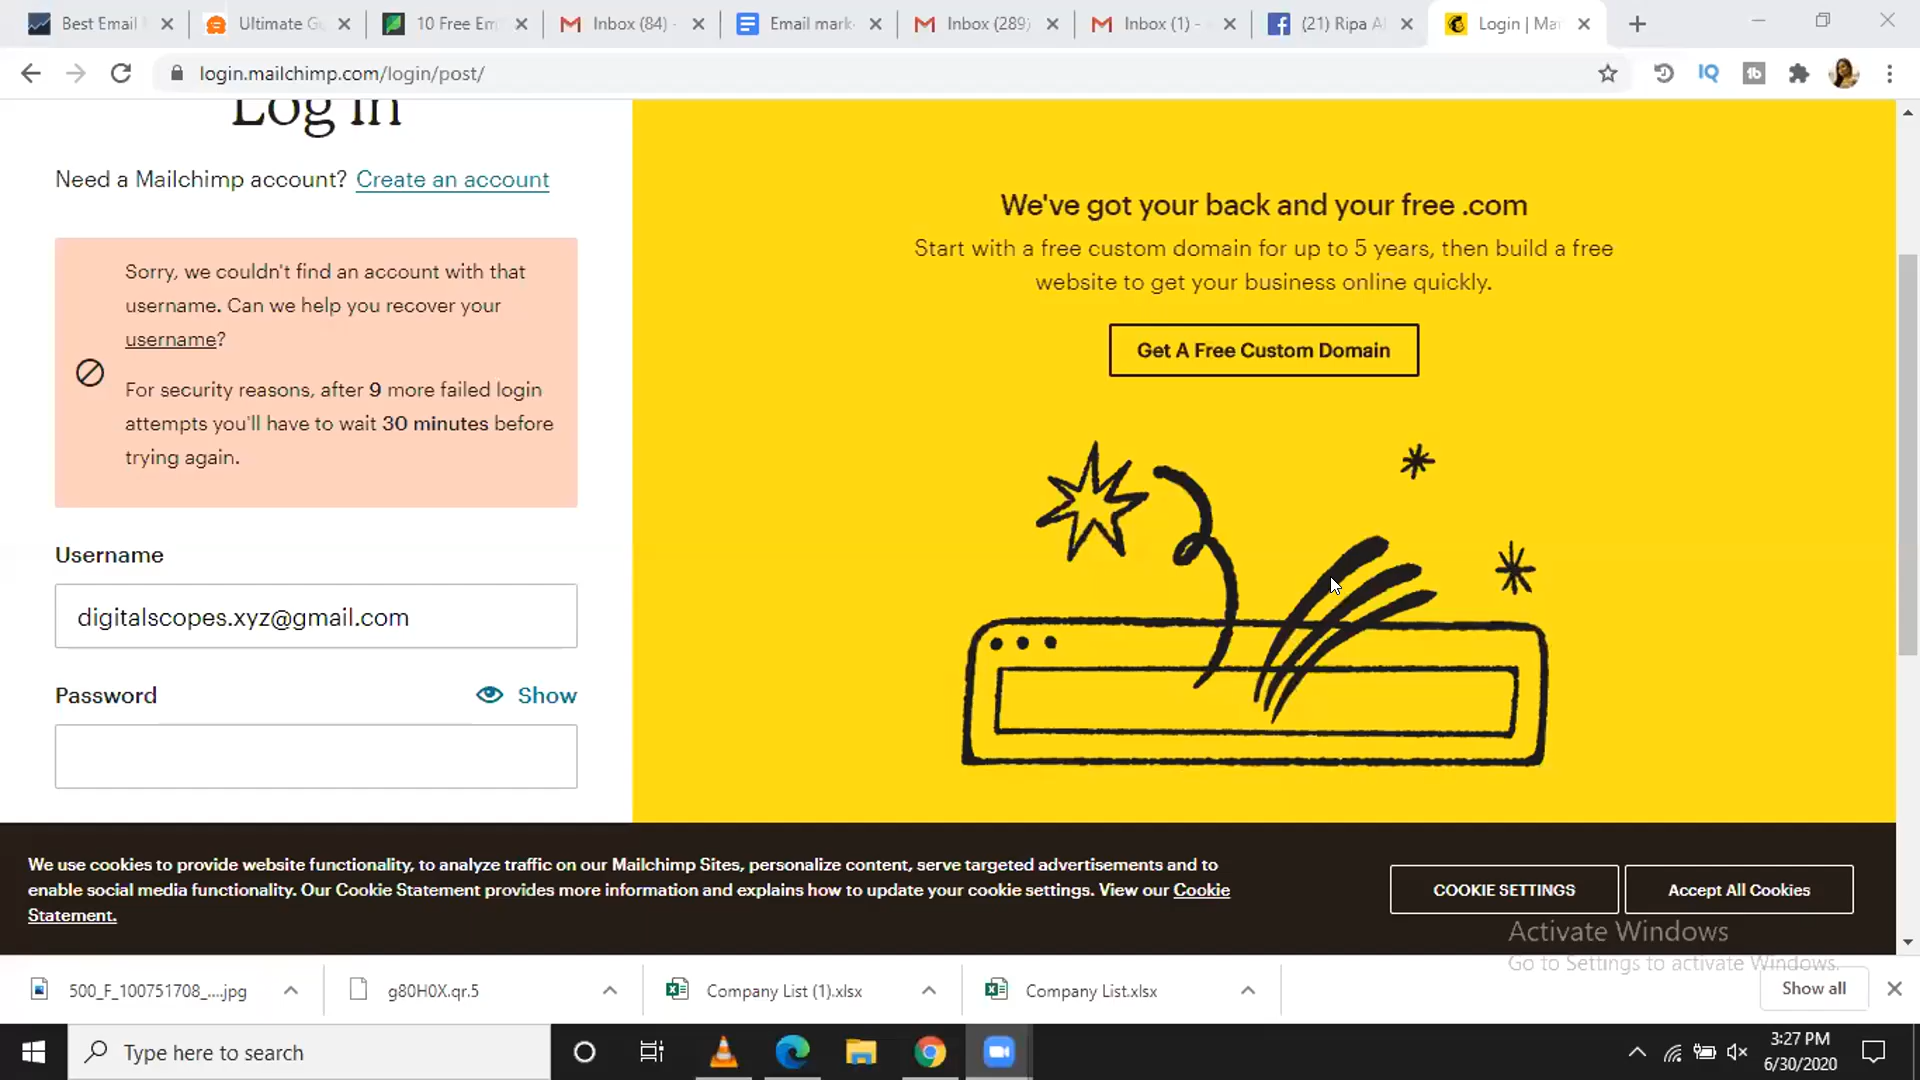 Best Email
Ultimate Gu
10 Free Em
Inbox (84) -
Email mark
Inbox (289)
Inbox (1) -
(21) Ripa A
Login | Ma
login.mailchimp.com/login/post/
Log In
Need a Mailchimp account? Create an account
Sorry, we couldn't find an account with that
username. Can we help you recover your
username?
For security reasons, after 9 more failed login
attempts you'll have to wait 30 minutes before
trying again.
Username
digitalscopes.xyz@gmail.com
Password
Show
We've got your back and your free .com
Start with a free custom domain for up to 5 years, then build a free
website to get your business online quickly.
Get A Free Custom Domain
We use cookies to provide website functionality, to analyze traffic on our Mailchimp Sites, personalize content, serve targeted advertisements and to
enable social media functionality. Our Cookie Statement provides more information and explains how to update your cookie settings. View our Cookie
Statement.
COOKIE SETTINGS
Accept All Cookies
Activate Windows
Go to Settings to activate Windows.
500_F_100751708_....jpg
g80H0X.qr.5
Company List (1).xlsx
Company List.xlsx
Show all
Type here to search
3:27 PM
6/30/2020